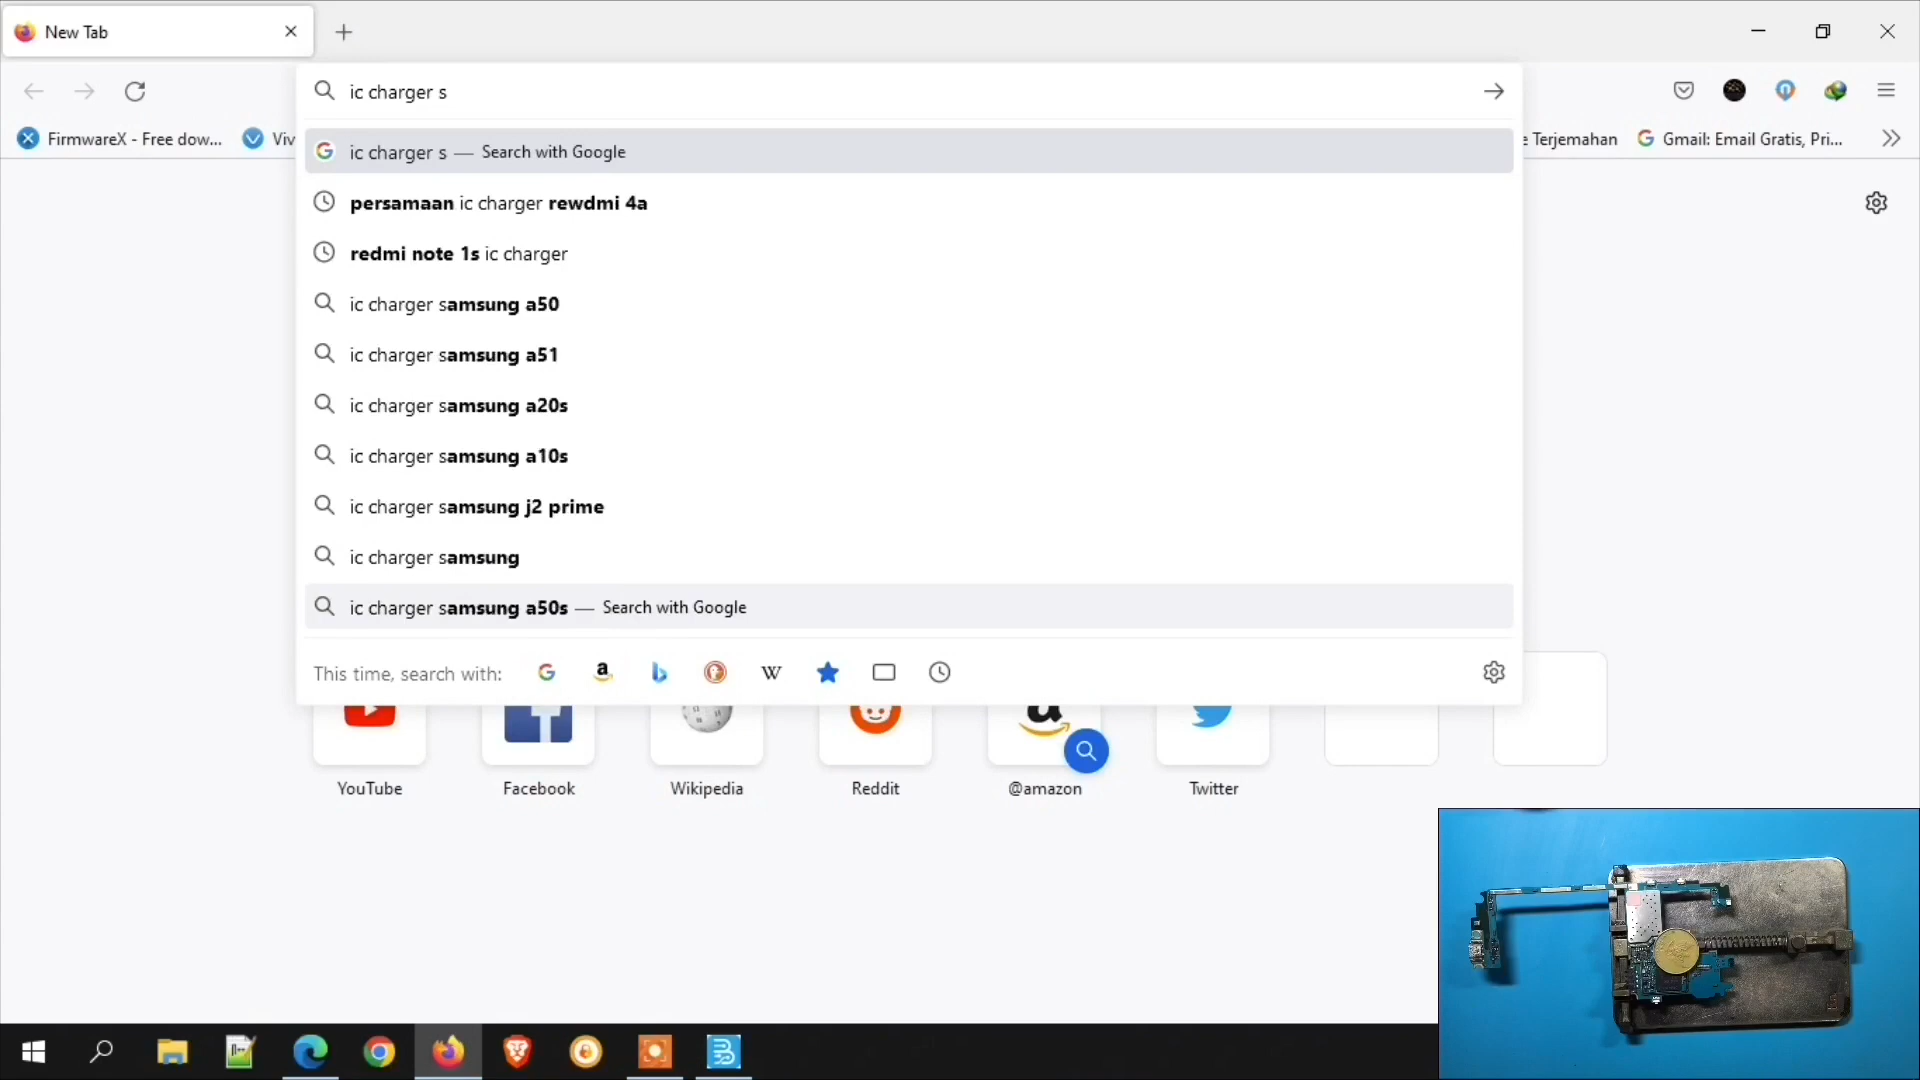 New Tab
ic charger s
FirmwareX - Free dow...
Viv
e Terjemahan
Gmail: Email Gratis, Pri...
ic charger s — Search with Google
persamaan ic charger rewdmi 4a
redmi note 1s ic charger
ic charger samsung a50
ic charger samsung a51
ic charger samsung a20s
ic charger samsung a10s
ic charger samsung j2 prime
ic charger samsung
ic charger samsung a50s — Search with Google
This time, search with:
YouTube
Facebook
Wikipedia
Reddit
@amazon
Twitter